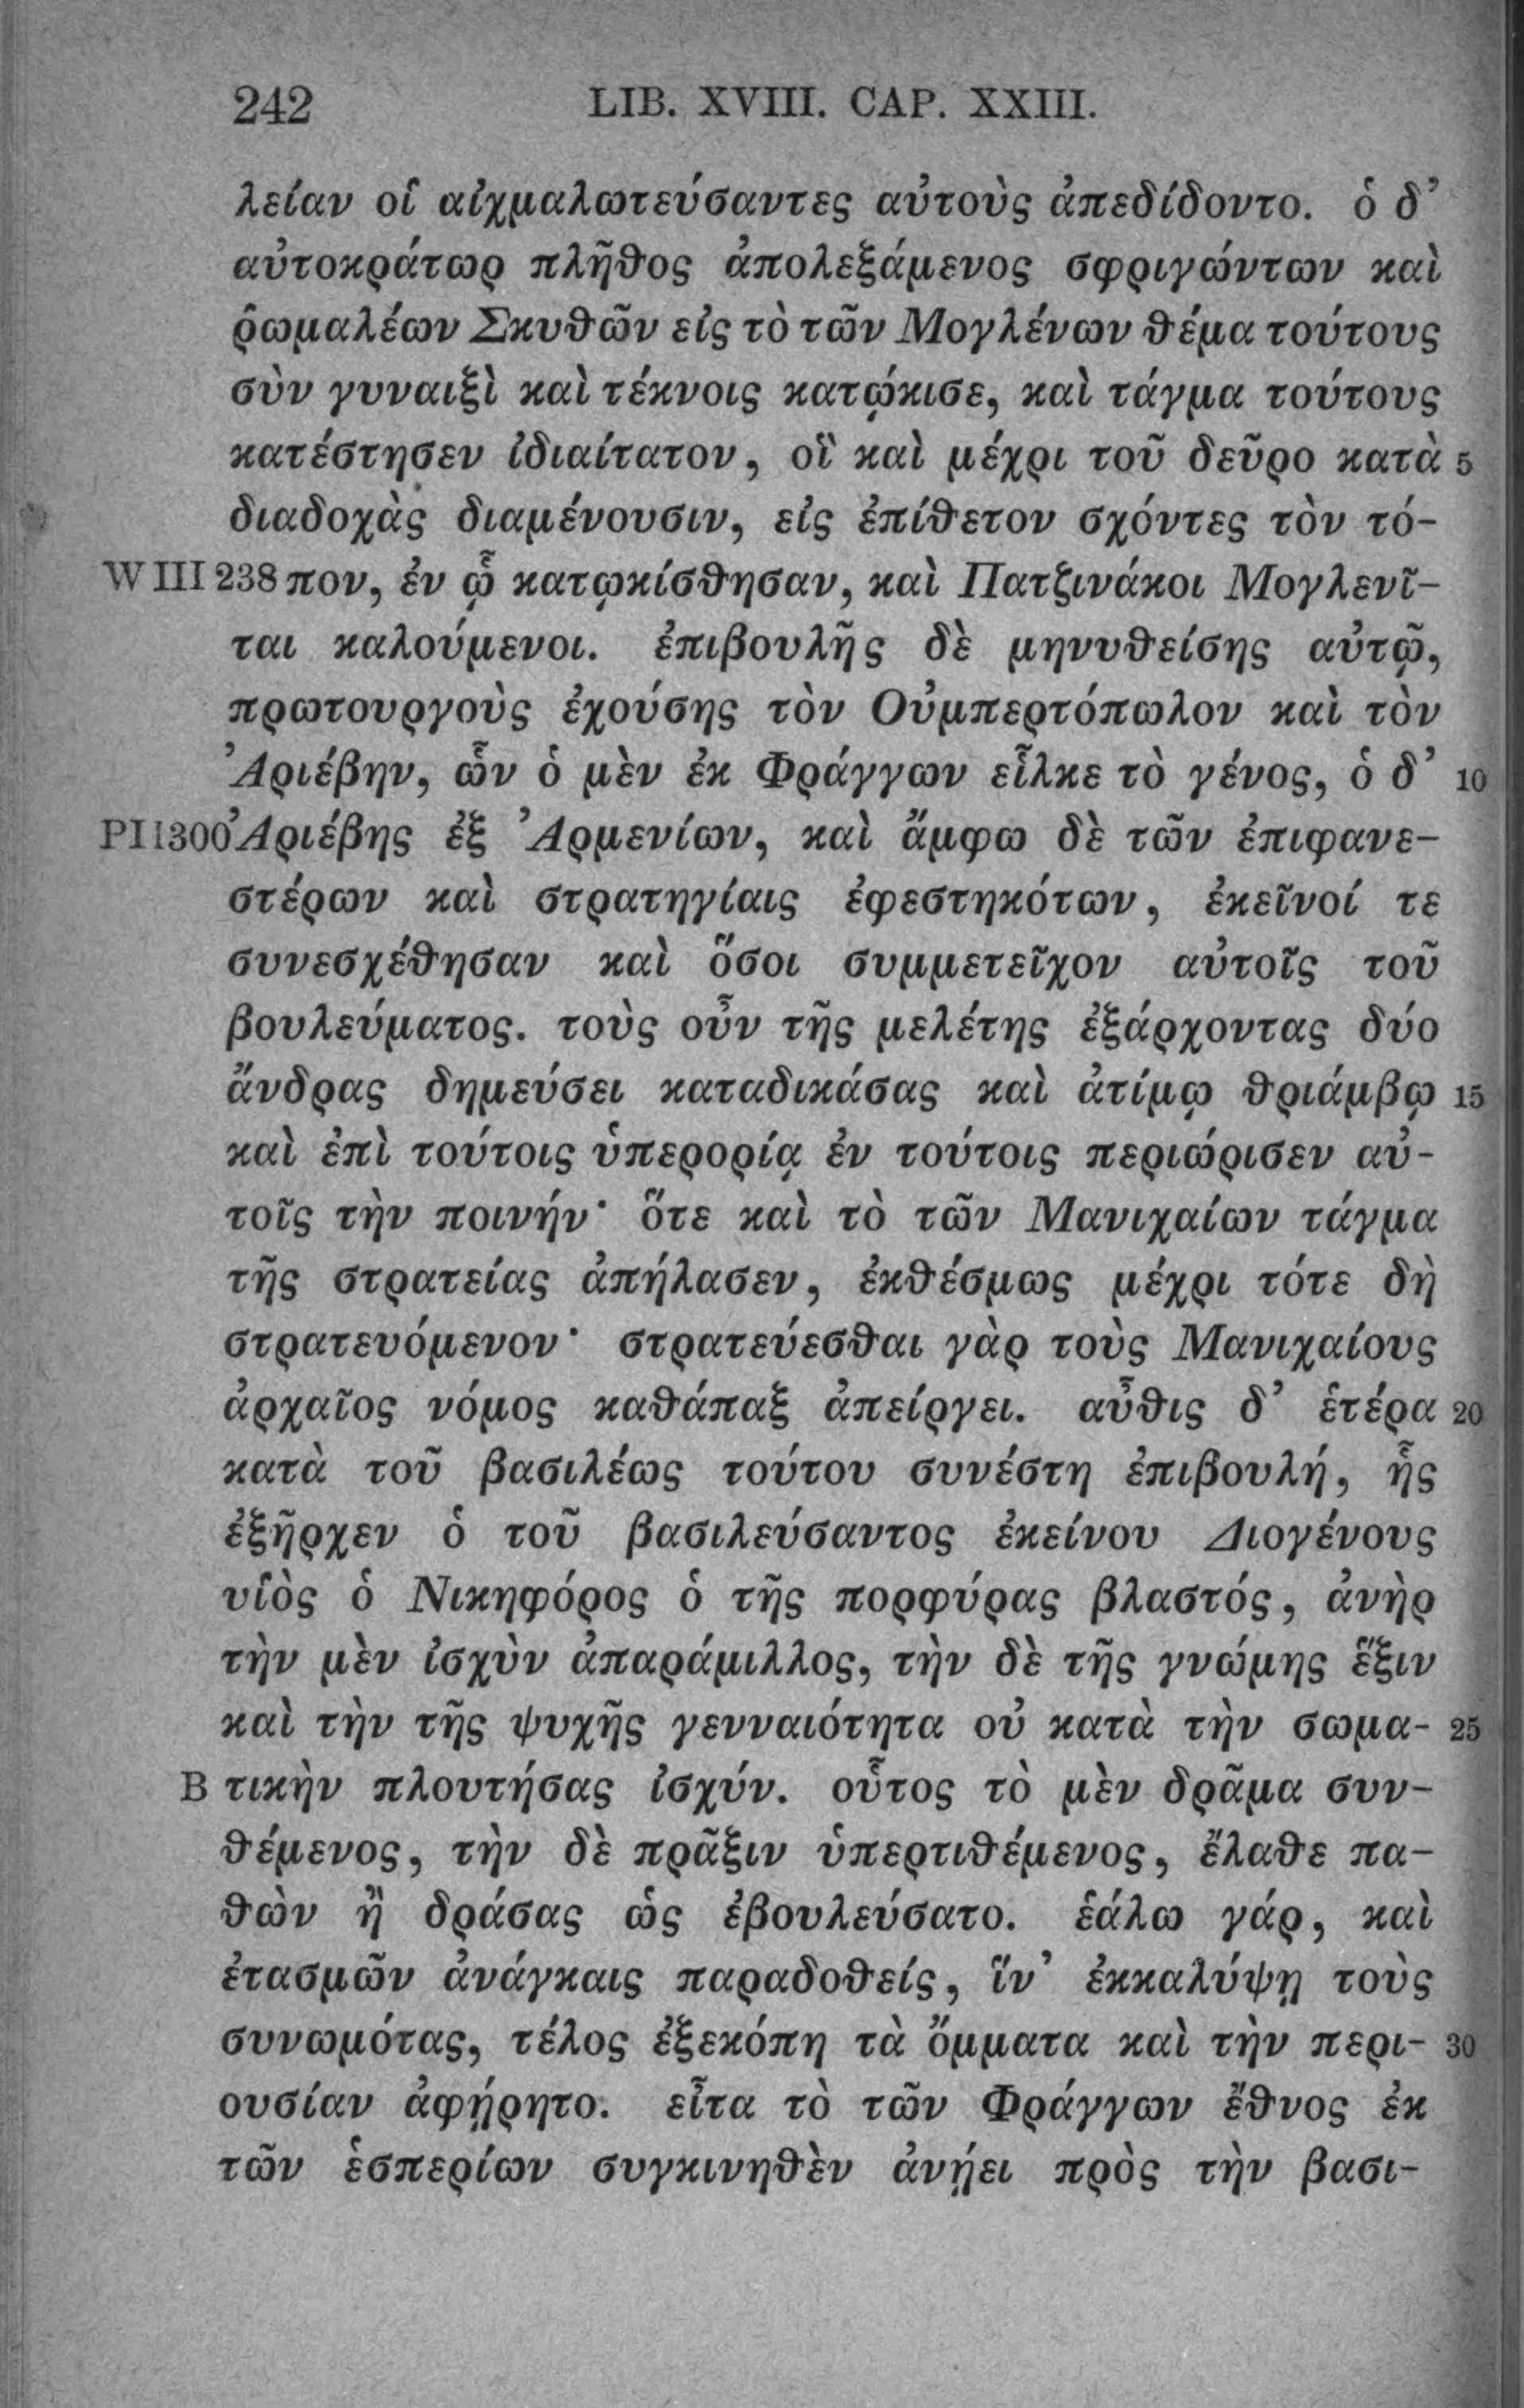 242 LIB. XVIII. CAP. XXIII.
λείαν οἱ αἰχμαλωτεύσαντες αὐτοὺς ἀπεδίδοντο. ὁ δ’
αὐτοκράτωρ πλῆθος ἀπολεξάμενος σφριγώντων καὶ
ῥωμαλέων Σκυθῶν εἰς τὸ τῶν Μογλένων θέμα τούτους
σὺν γυναιξὶ καὶ τέκνοις κατῴκισε, καὶ τάγμα τούτους
κατέστησεν ἰδιαίτατον, οἳ καὶ μέχρι τοῦ δεῦρο κατὰ 5
διαδοχὰς διαμένουσιν, εἰς ἐπίθετον σχόντες τὸν τό-
W III 238 πον, ἐν ᾧ κατῳκίσθησαν, καὶ Πατζινάκοι Μογλενῖ-
ται καλούμενοι. ἐπιβουλῆς δὲ μηνυθείσης αὐτῷ,
πρωτουργοὺς ἐχούσης τὸν Οὐμπερτόπωλον καὶ τὸν
Ἀριέβην, ὧν ὁ μὲν ἐκ Φράγγων εἷλκε τὸ γένος, ὁ δ’ 10
P I 1300 Ἀριέβης ἐξ Ἀρμενίων, καὶ ἄμφω δὲ τῶν ἐπιφανε-
στέρων καὶ στρατηγίαις ἐφεστηκότων, ἐκεῖνοί τε
συνεσχέθησαν καὶ ὅσοι συμμετεῖχον αὐτοῖς τοῦ
βουλεύματος. τοὺς οὖν τῆς μελέτης ἐξάρχοντας δύο
ἄνδρας δημεύσει καταδικάσας καὶ ἀτίμῳ θριάμβῳ 15
καὶ ἐπὶ τούτοις ὑπερορίᾳ ἐν τούτοις περιώρισεν αὐ-
τοῖς τὴν ποινήν· ὅτε καὶ τὸ τῶν Μανιχαίων τάγμα
τῆς στρατείας ἀπήλασεν, ἐκθέσμως μέχρι τότε δὴ
στρατευόμενον· στρατεύεσθαι γὰρ τοὺς Μανιχαίους
ἀρχαῖος νόμος καθάπαξ ἀπείργει. αὖθις δ’ ἑτέρα 20
κατὰ τοῦ βασιλέως τούτου συνέστη ἐπιβουλή, ἧς
ἐξῆρχεν ὁ τοῦ βασιλεύσαντος ἐκείνου Διογένους
υἱὸς ὁ Νικηφόρος ὁ τῆς πορφύρας βλαστός, ἀνὴρ
τὴν μὲν ἰσχὺν ἀπαράμιλλος, τὴν δὲ τῆς γνώμης ἕξιν
καὶ τὴν τῆς ψυχῆς γενναιότητα οὐ κατὰ τὴν σωμα- 25
B τικὴν πλουτήσας ἰσχύν. οὗτος τὸ μὲν δρᾶμα συν-
θέμενος, τὴν δὲ πρᾶξιν ὑπερτιθέμενος, ἔλαθε πα-
θὼν ἢ δράσας ὡς ἐβουλεύσατο. ἑάλω γάρ, καὶ
ἐτασμῶν ἀνάγκαις παραδοθείς, ἵν’ ἐκκαλύψῃ τοὺς
συνωμότας, τέλος ἐξεκόπη τὰ ὄμματα καὶ τὴν περι- 30
ουσίαν ἀφῄρητο. εἶτα τὸ τῶν Φράγγων ἔθνος ἐκ
τῶν ἑσπερίων συγκινηθὲν ἀνῄει πρὸς τὴν βασι-